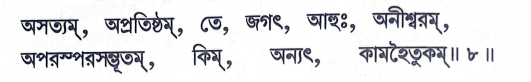 অসত্যম্, অপ্রতিষ্ঠম্, তে, জগৎ, আহুঃ, অনীশ্বরম্,
অপরস্পরসম্ভূতম্, কিম্, অন্যৎ, কামহৈতুকম্॥ ৮॥